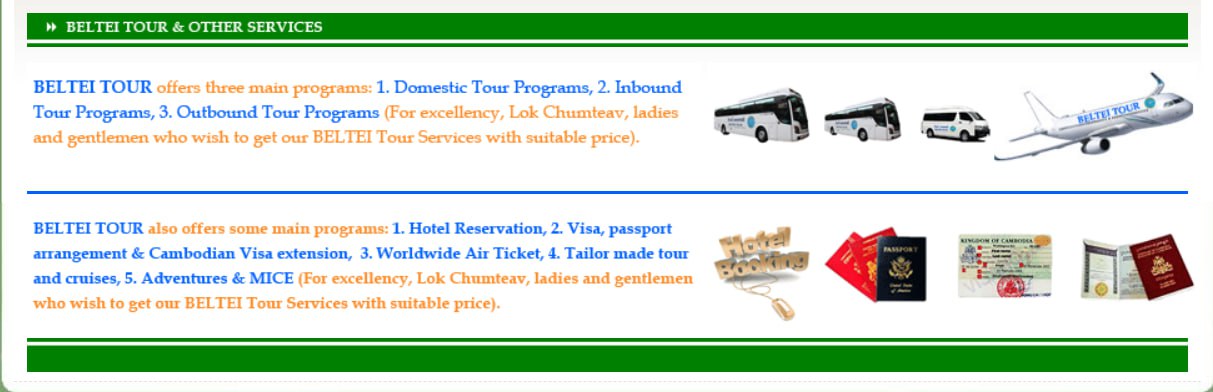 BELTEI TOUR & OTHER SERVICES
BELTEI TOUR offers three main programs: 1. Domestic Tour Programs, 2. Inbound
Tour Programs, 3. Outbound Tour Programs (For excellency, Lok Chumteav, ladies
and gentlemen who wish to get our BELTEI Tour Services with suitable price).
BELTEI TOUR
BELTEI TOUR also offers some main programs: 1. Hotel Reservation, 2. Visa, passport
arrangement & Cambodian Visa extension, 3. Worldwide Air Ticket, 4. Tailor made tour
and cruises, 5. Adventures & MICE (For excellency, Lok Chumteav, ladies and gentlemen
who wish to get our BELTEI Tour Services with suitable price).
Hotel
Booking
PASSPORT
United States
of America
KINGDOM OF CAMBODIA